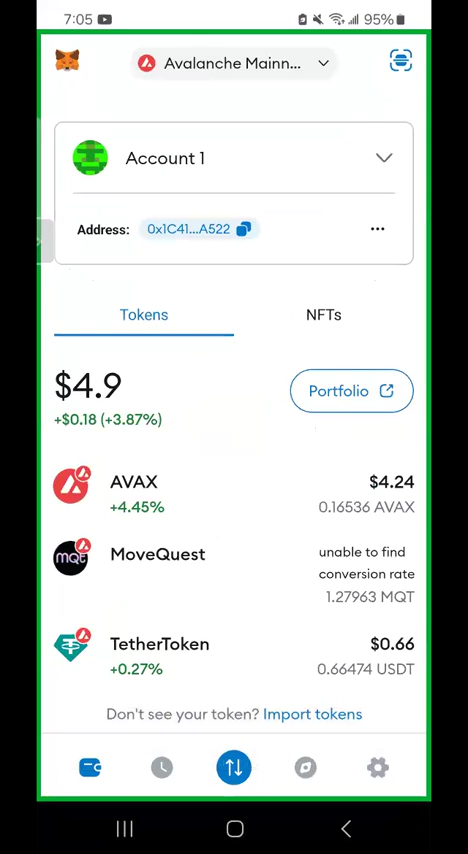 7:05 95%
Avalanche Mainn...
Account 1
Address: 0x1C41...A522
Tokens NFTs
$4.9
Portfolio
+$0.18 (+3.87%)
AVAX $4.24
+4.45% 0.16536 AVAX
MQT MoveQuest unable to find
conversion rate
1.27963 MQT
TetherToken $0.66
+0.27% 0.66474 USDT
Don't see your token? Import tokens